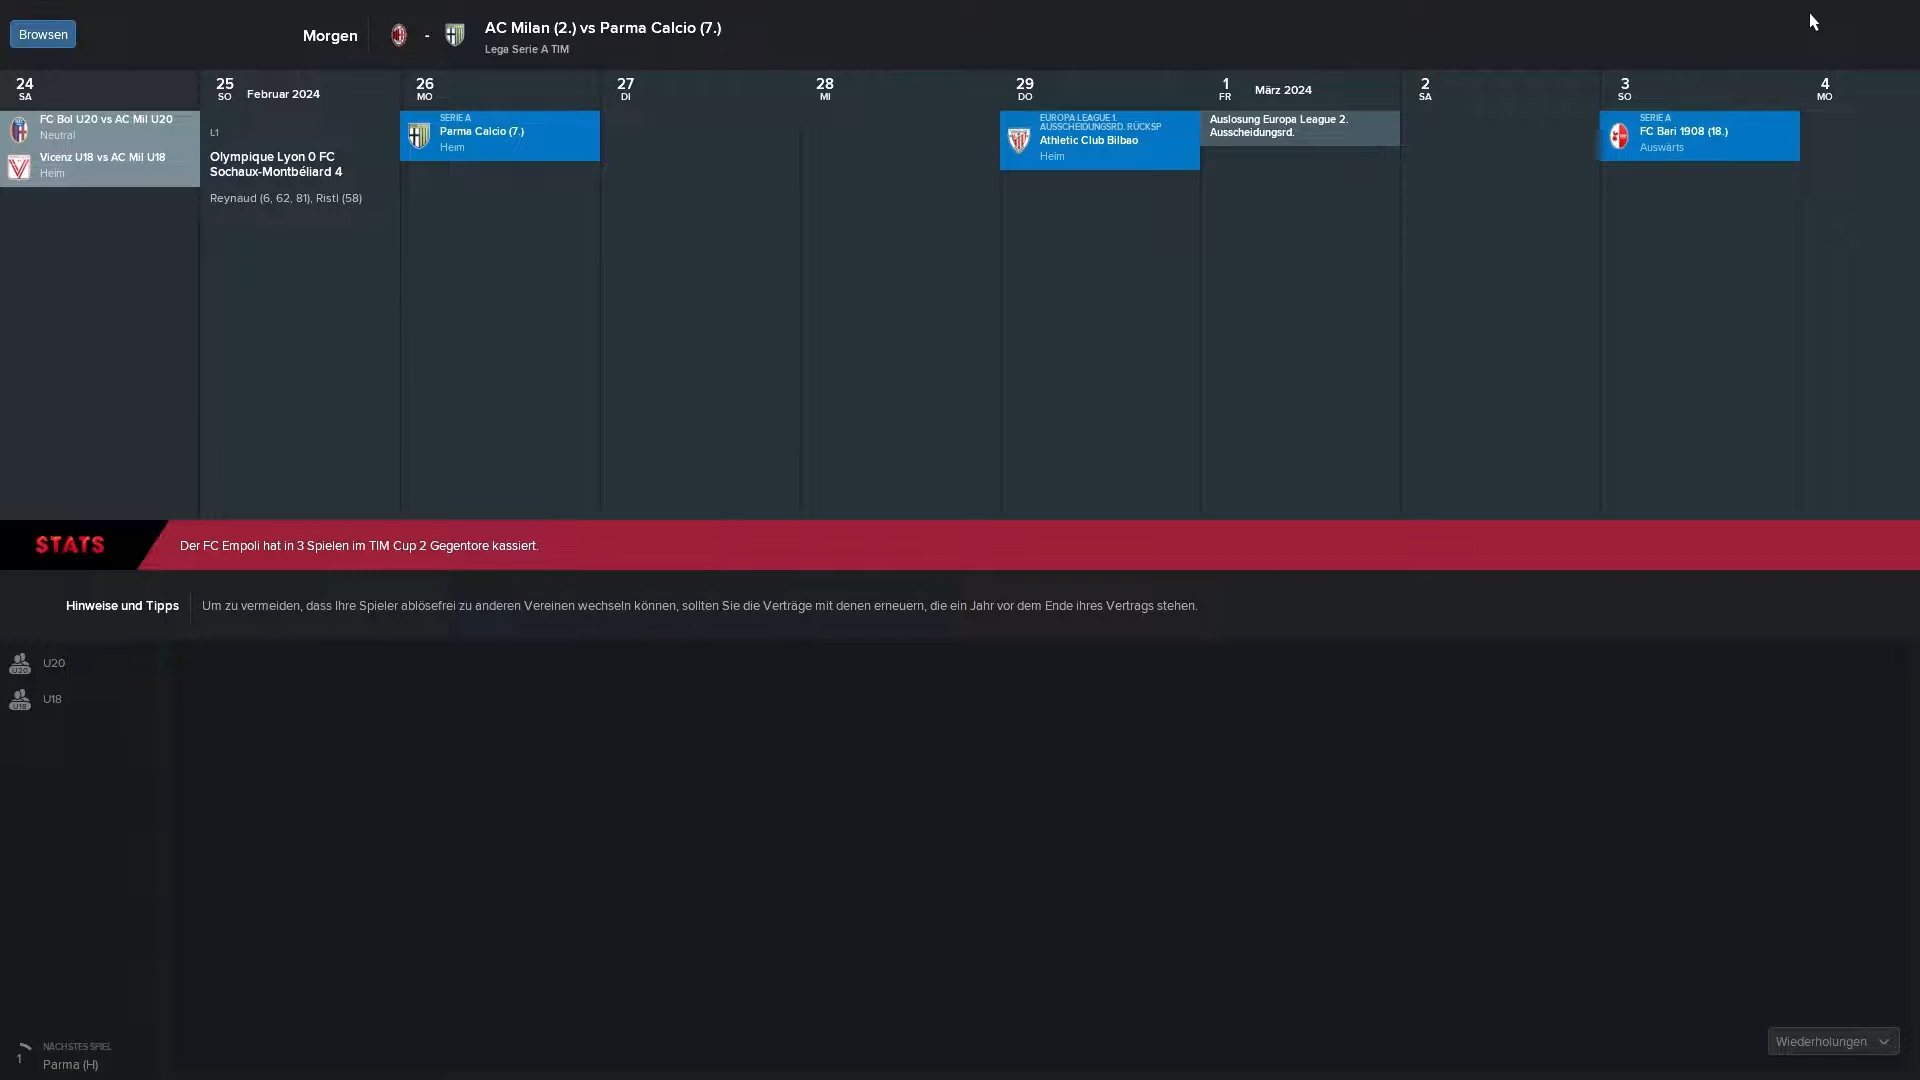 Browsen
Morgen
-
AC Milan (2.) vs Parma Calcio (7.)
Lega Serie A TIM
24
SA
25
SO
Februar 2024
26
MO
27
DI
28
MI
29
DO
1
FR
März 2024
2
SA
3
SO
4
MO
FC Bol U20 vs AC Mil U20
Neutral
Vicenz U18 vs AC Mil U18
Heim
L1
Olympique Lyon 0 FC
Sochaux-Montbéliard 4
Reynaud (6, 62, 81), Ristl (58)
SERIE A
Parma Calcio (7.)
Heim
EUROPA LEAGUE 1.
AUSSCHEIDUNGSRD. RÜCKSP
Athletic Club Bilbao
Heim
Auslosung Europa League 2.
Ausscheidungsrd.
SERIE A
FC Bari 1908 (18.)
Auswärts
STATS
Der FC Empoli hat in 3 Spielen im TIM Cup 2 Gegentore kassiert.
Hinweise und Tipps
Um zu vermeiden, dass Ihre Spieler ablösefrei zu anderen Vereinen wechseln können, sollten Sie die Verträge mit denen erneuern, die ein Jahr vor dem Ende ihres Vertrags stehen.
U20
U20
U18
U18
1
NÄCHSTES SPIEL
Parma (H)
Wiederholungen